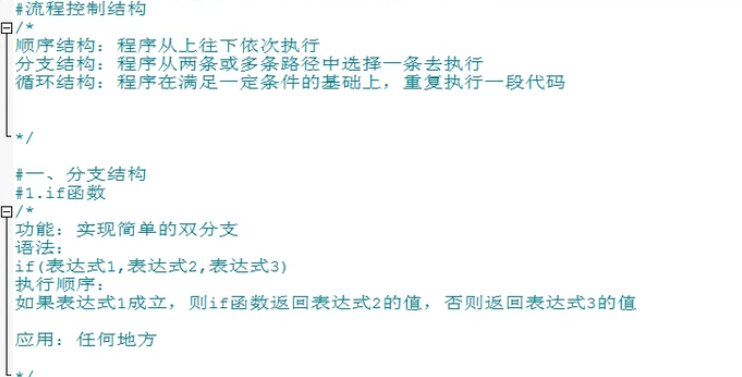 #流程控制结构
/*
顺序结构：程序从上往下依次执行
分支结构：程序从两条或多条路径中选择一条去执行
循环结构：程序在满足一定条件的基础上，重复执行一段代码
*/
#一、分支结构
#1.if函数
/*
功能：实现简单的双分支
语法：
if(表达式1,表达式2,表达式3)
执行顺序：
如果表达式1成立，则if函数返回表达式2的值，否则返回表达式3的值
应用：任何地方
*/